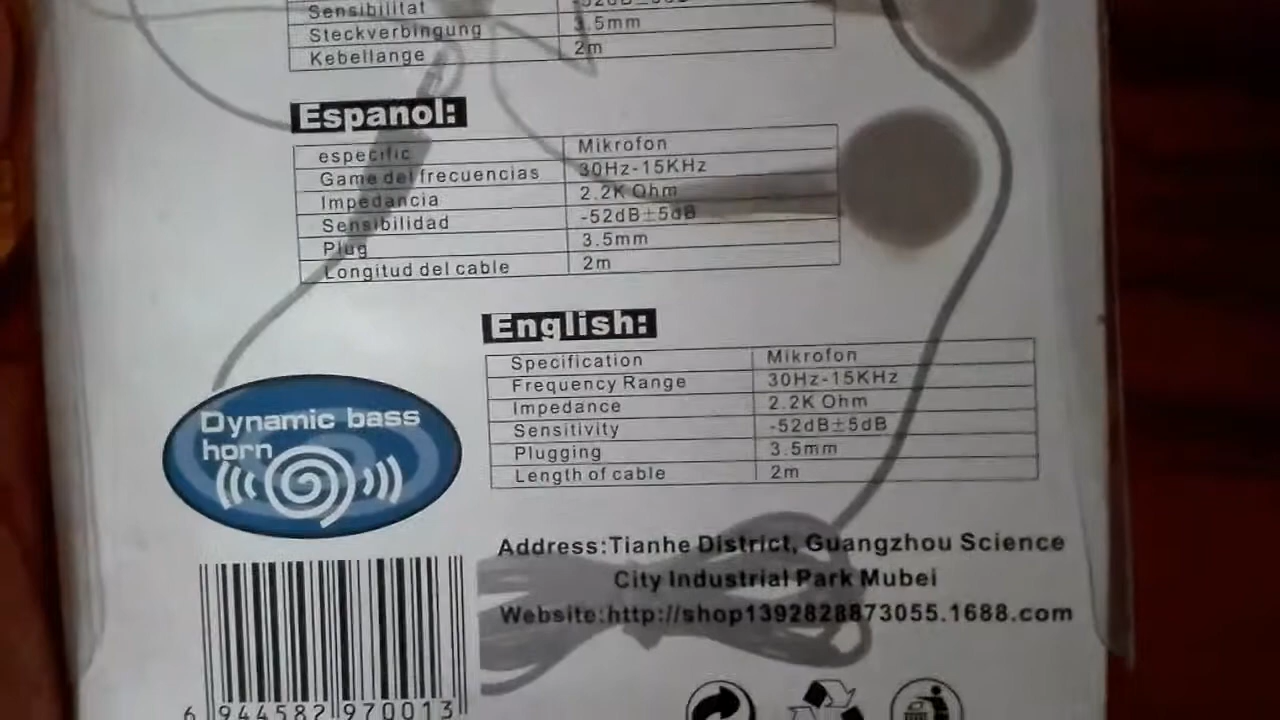 Sensibilitat -52dB±5dB
Steckverbingung 3.5mm
Kebellange 2m
Espanol:
especific Mikrofon
Game del frecuencias 30Hz-15KHz
Impedancia 2.2K Ohm
Sensibilidad -52dB±5dB
Plug 3.5mm
Longitud del cable 2m
English:
Specification Mikrofon
Frequency Range 30Hz-15KHz
Impedance 2.2K Ohm
Sensitivity -52dB±5dB
Plugging 3.5mm
Length of cable 2m
Dynamic bass
horn
Address:Tianhe District, Guangzhou Science
City Industrial Park Mubei
Website:http://shop1392828873055.1688.com
6 944582 970013